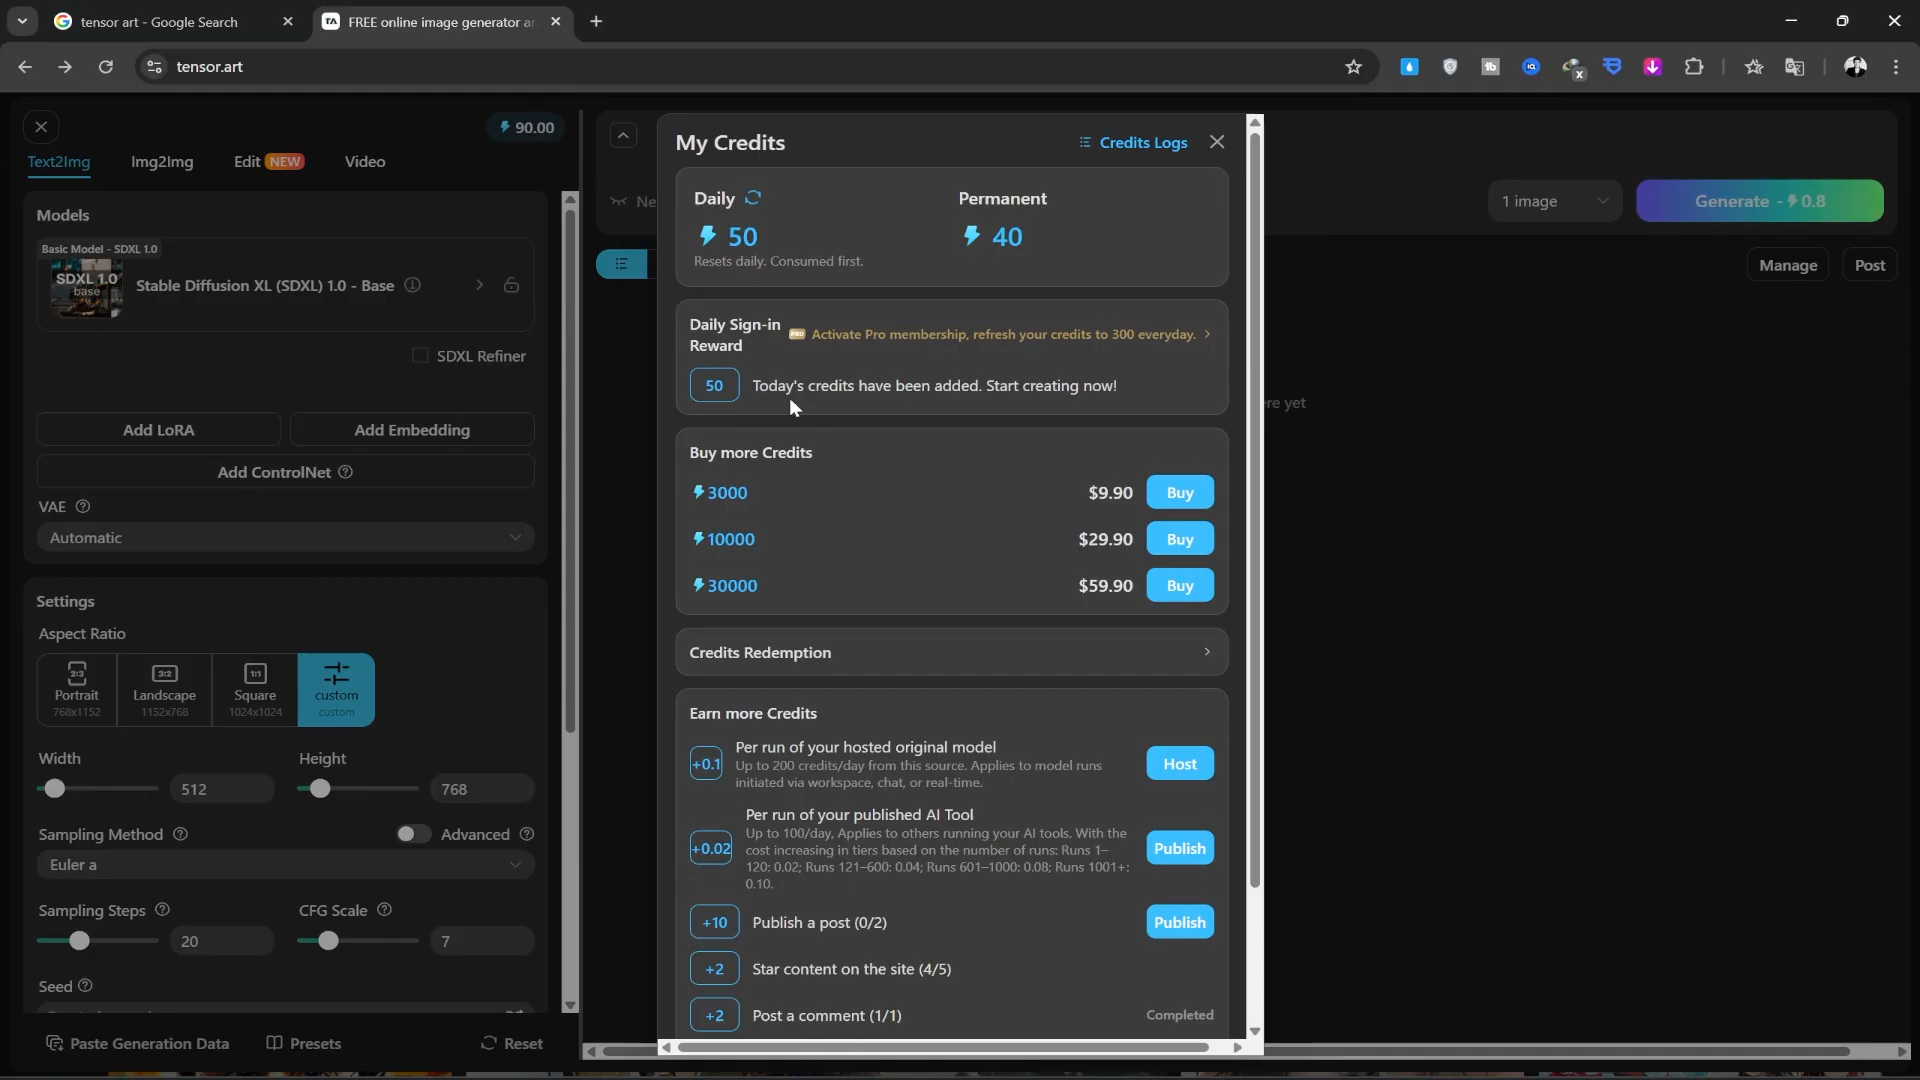 tensor art - Google Search
FREE online image generator an
tensor.art
90.00
Text2Img
Img2Img
Edit NEW
Video
Models
Basic Model - SDXL 1.0
SDXL 1.0
base
Stable Diffusion XL (SDXL) 1.0 - Base
SDXL Refiner
Add LoRA
Add Embedding
Add ControlNet
VAE
Automatic
Settings
Aspect Ratio
2:3
Portrait
768x1152
3:2
Landscape
1152x768
1:1
Square
1024x1024
custom
custom
Width
Height
512
768
Sampling Method
Advanced
Euler a
Sampling Steps
CFG Scale
20
7
Seed
Paste Generation Data
Presets
Reset
Ne
My Credits
Credits Logs
Daily
Permanent
50
40
Resets daily. Consumed first.
Daily Sign-in
Reward
PRO Activate Pro membership, refresh your credits to 300 everyday.
50 Today's credits have been added. Start creating now!
Buy more Credits
3000 $9.90 Buy
10000 $29.90 Buy
30000 $59.90 Buy
Credits Redemption
Earn more Credits
+0.1
Per run of your hosted original model
Up to 200 credits/day from this source. Applies to model runs
initiated via workspace, chat, or real-time.
Host
+0.02
Per run of your published AI Tool
Up to 100/day, Applies to others running your AI tools. With the
cost increasing in tiers based on the number of runs: Runs 1–
120: 0.02; Runs 121–600: 0.04; Runs 601–1000: 0.08; Runs 1001+:
0.10.
Publish
+10 Publish a post (0/2) Publish
+2 Star content on the site (4/5)
+2 Post a comment (1/1) Completed
1 image
Generate - 0.8
Manage
Post
ere yet